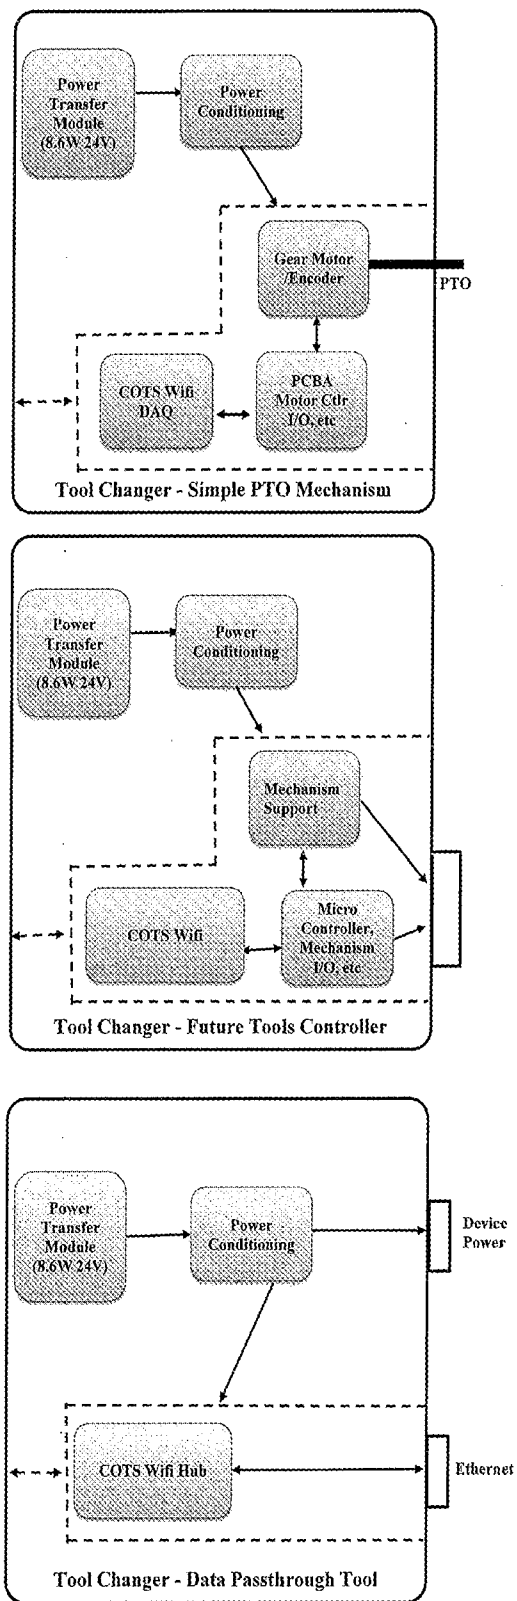 Power
Transfer
Module
(8.6W 24V)
Power
Conditioning
Gear Motor
/Encoder
PTO
COTS Wifi
DAQ
PCBA
Motor Ctlr
I/O, etc
Tool Changer - Simple PTO Mechanism
Power
Transfer
Module
(8.6W 24V)
Power
Conditioning
Mechanism
Support
COTS Wifi
Micro
Controller,
Mechanism
I/O, etc
Tool Changer - Future Tools Controller
Power
Transfer
Module
(8.6W 24V)
Power
Conditioning
Device
Power
COTS Wifi Hub
Ethernet
Tool Changer - Data Passthrough Tool